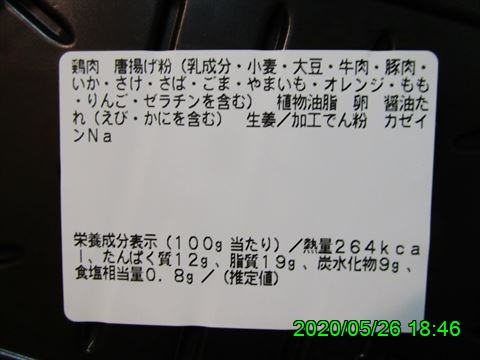 鶏肉　唐揚げ粉（乳成分・小麦・大豆・牛肉・豚肉・
いか・さけ・さば・ごま・やまいも・オレンジ・もも
・りんご・ゼラチンを含む）　植物油脂　卵　醤油た
れ（えび・かにを含む）　生姜／加工でん粉　カゼイ
ンNa
栄養成分表示（100g当たり）／熱量264kca
l、たんぱく質12g、脂質19g、炭水化物9g、
食塩相当量0.8g／（推定値）
2020/05/26 18:46